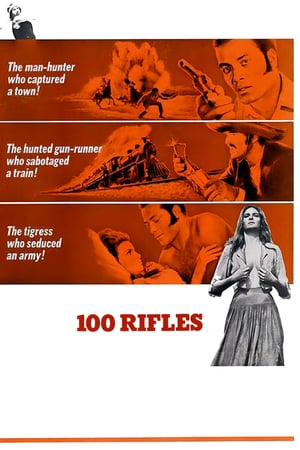 The man-hunter
who captured
a town!
The hunted gun-runner
who sabotaged
a train!
The tigress
who seduced
an army!
100 RIFLES